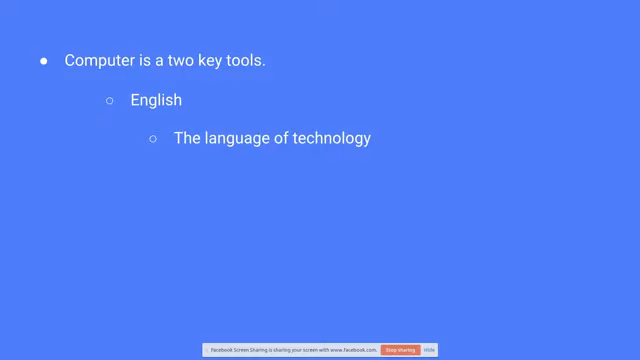 ● Computer is a two key tools.
○ English
○ The language of technology
Facebook Screen Sharing is sharing your screen with www.facebook.com. Stop sharing Hide